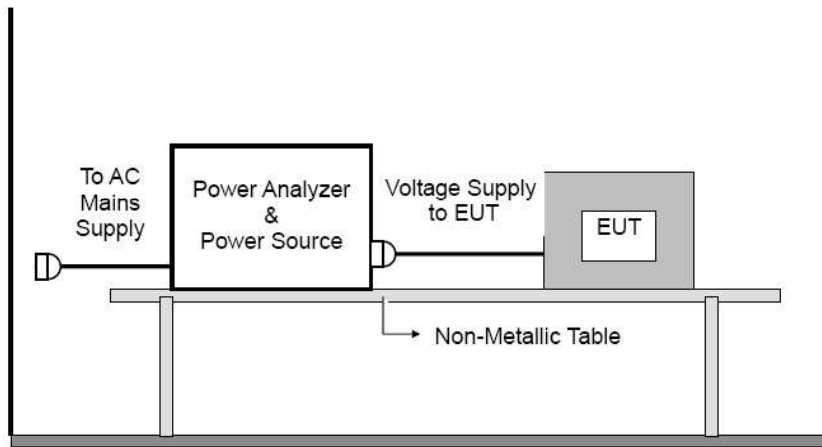 To AC
Mains
Supply
Power Analyzer
&
Power Source
Voltage Supply
to EUT
EUT
Non-Metallic Table